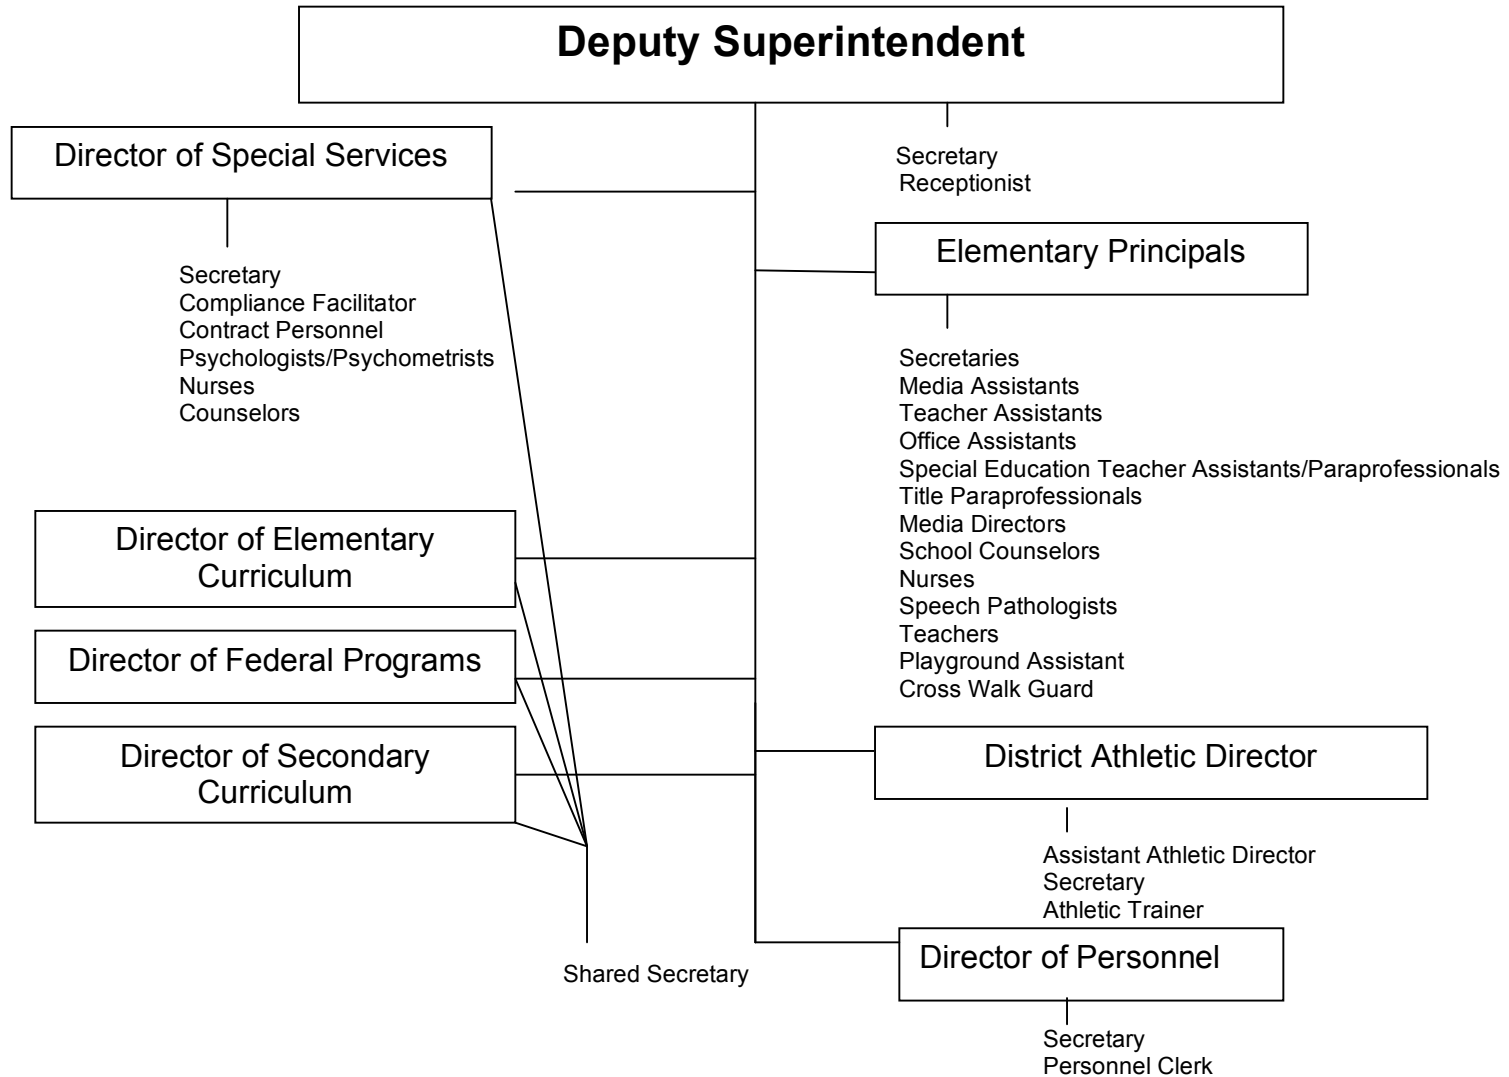 Deputy Superintendent
Director of Special Services
Secretary
Receptionist
Elementary Principals
Secretary
Compliance Facilitator
Contract Personnel
Psychologists/Psychometrists
Nurses
Counselors
Secretaries
Media Assistants
Teacher Assistants
Office Assistants
Special Education Teacher Assistants/Paraprofessionals
Title Paraprofessionals
Media Directors
School Counselors
Nurses
Speech Pathologists
Teachers
Playground Assistant
Cross Walk Guard
Director of Elementary
Curriculum
Director of Federal Programs
Director of Secondary
Curriculum
District Athletic Director
Assistant Athletic Director
Secretary
Athletic Trainer
Shared Secretary
Director of Personnel
Secretary
Personnel Clerk